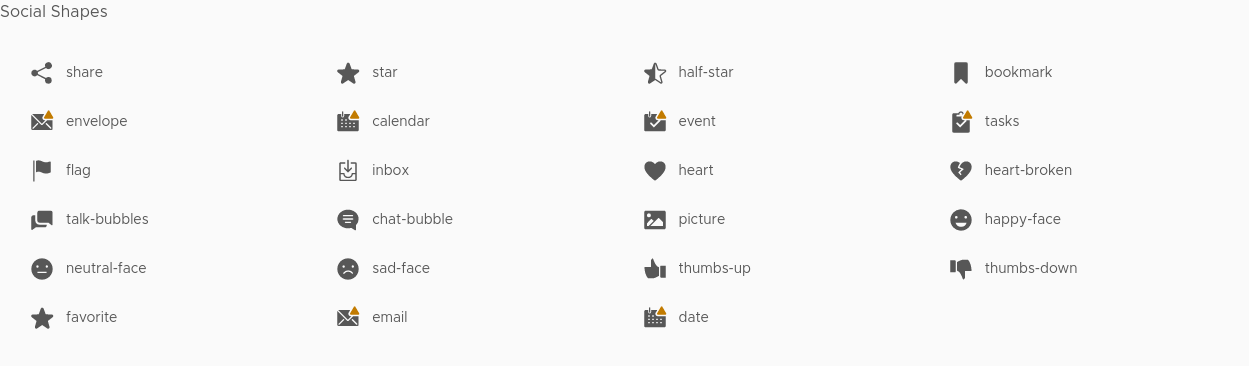 Social Shapes
share
star
half-star
bookmark
envelope
calendar
event
tasks
flag
inbox
heart
heart-broken
talk-bubbles
chat-bubble
picture
happy-face
neutral-face
sad-face
thumbs-up
thumbs-down
favorite
email
date